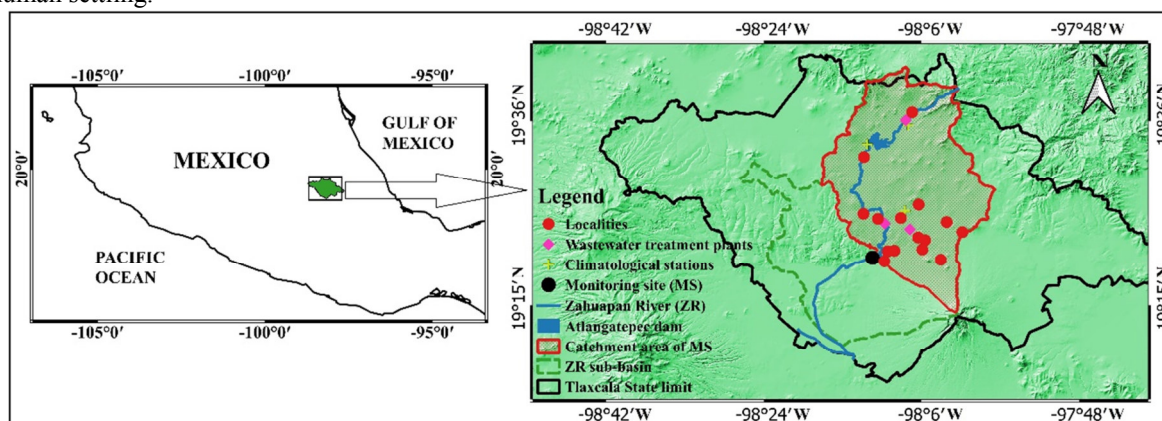 human setting.
-105°0′ -100°0′ -95°0′
20°0′
20°0′
GULF OF
MEXICO
MEXICO
PACIFIC
OCEAN
-105°0′ -100°0′ -95°0′
-98°42′W -98°24′W -98°6′W -97°48′W
19°36′
N
19°15′N
Legend
Localities
Wastewater treatment plants
Climatological stations
Monitoring site (MS)
Zahuapan River (ZR)
Atlangatepec dam
Catchment area of MS
ZR sub-basin
Tlaxcala State limit
-98°42′W -98°24′W -98°6′W -97°48′W